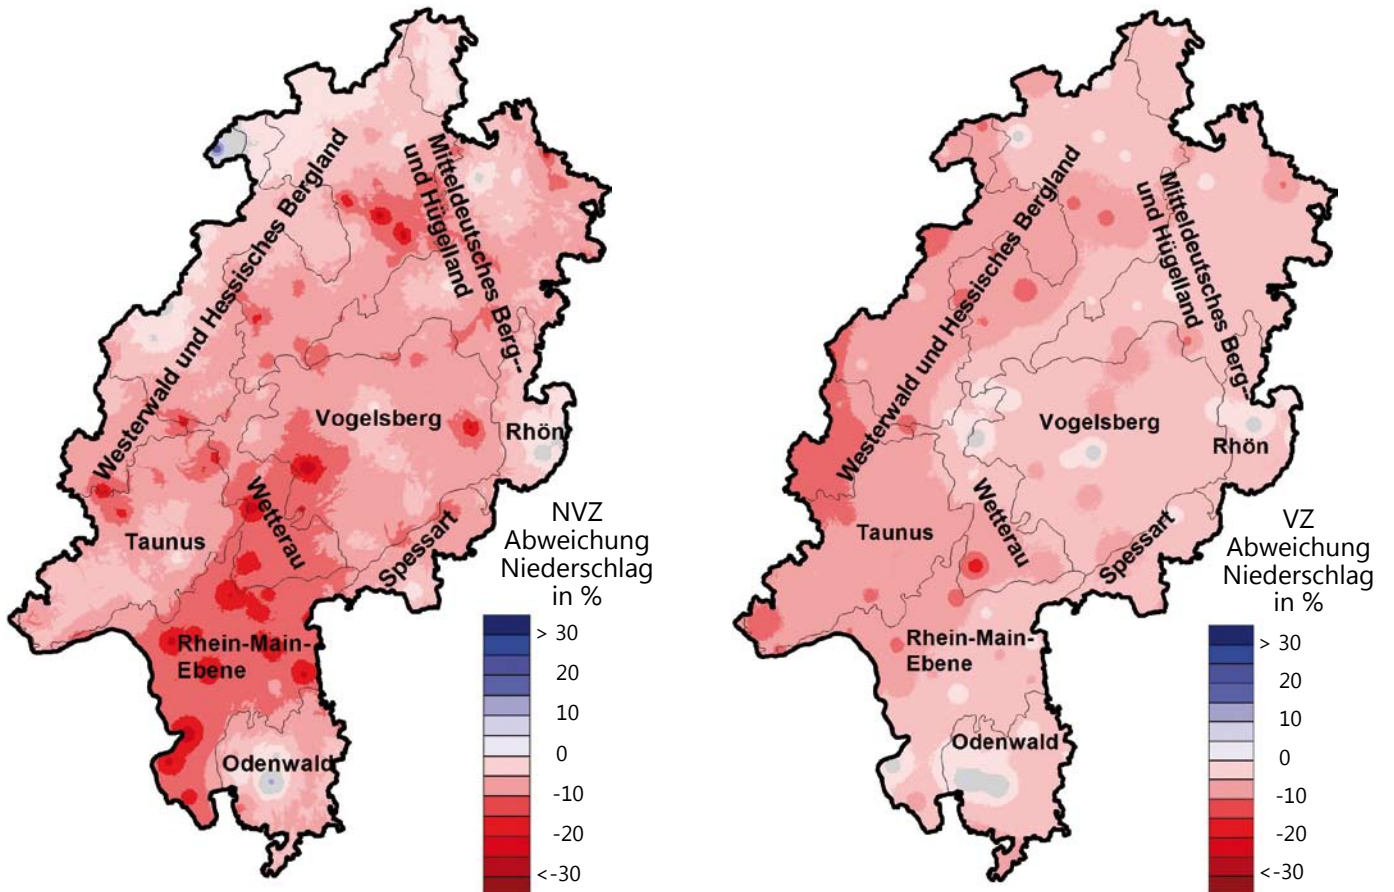 Westerwald und Hessisches Bergland
Mitteldeutsches Berg-
und Hügelland
Vogelsberg
Rhön
Wetterau
Taunus
Spessart
Rhein-Main-
Ebene
Odenwald
NVZ
Abweichung
Niederschlag
in %
> 30
20
10
0
-10
-20
<-30
Westerwald und Hessisches Bergland
Mitteldeutsches Berg-
und Hügelland
Vogelsberg
Rhön
Wetterau
Taunus
Spessart
Rhein-Main-
Ebene
Odenwald
VZ
Abweichung
Niederschlag
in %
> 30
20
10
0
-10
-20
<-30